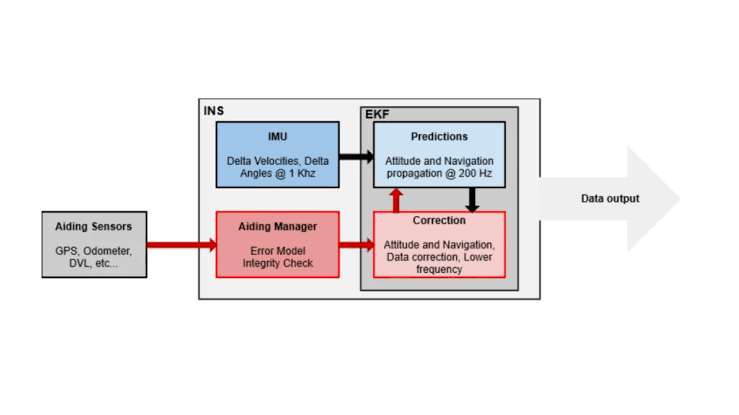 INS
EKF
IMU
Delta Velocities, Delta
Angles @ 1 Khz
Predictions
Attitude and Navigation
propagation @ 200 Hz
Data output
Aiding Sensors
GPS, Odometer,
DVL, etc...
Aiding Manager
Error Model
Integrity Check
Correction
Attitude and Navigation,
Data correction, Lower
frequency